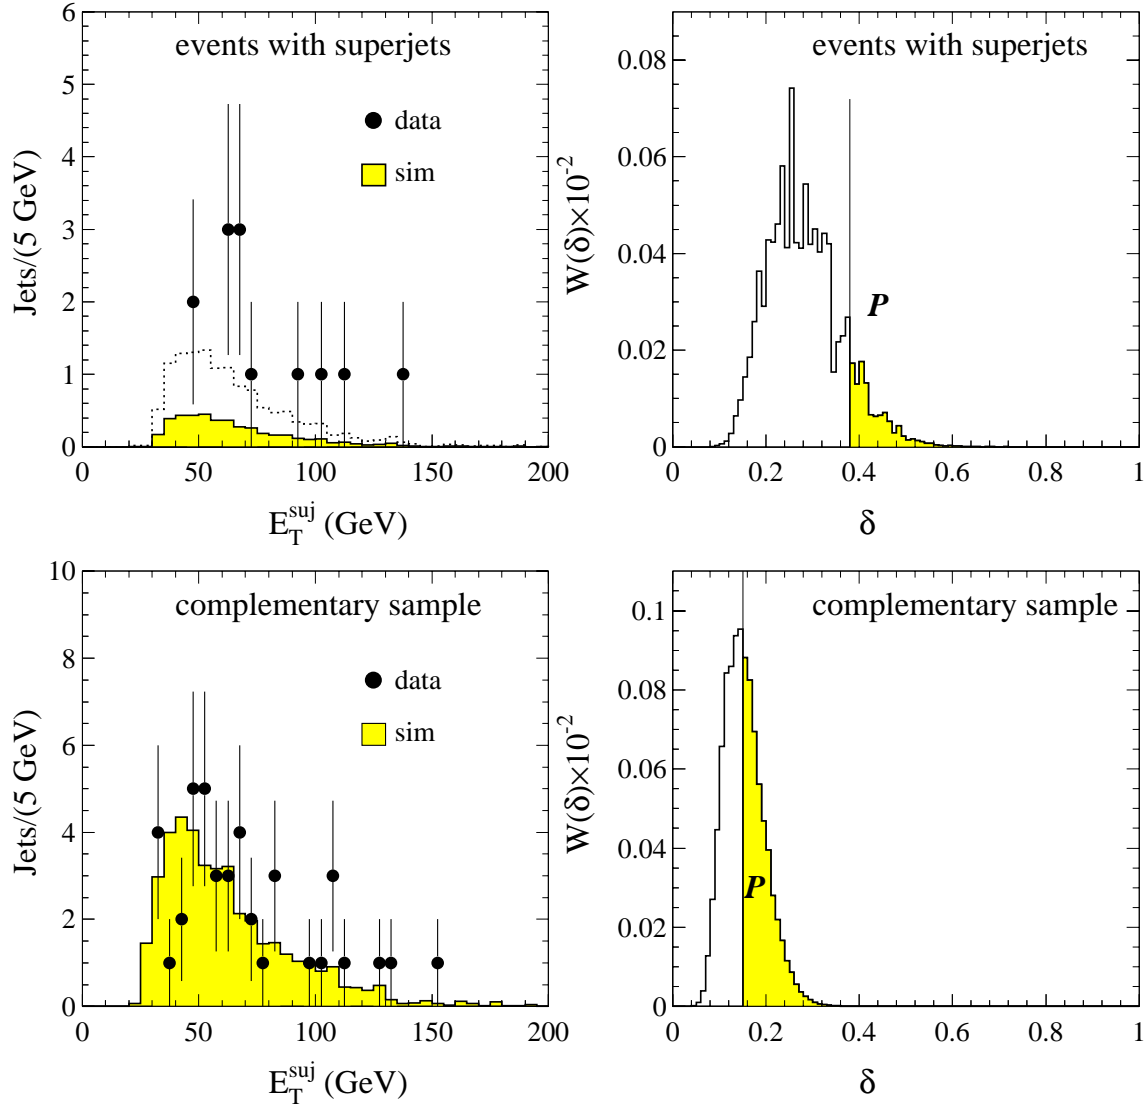 events with superjets
data
sim
Jets/(5 GeV)
0
1
2
3
4
5
6
0 50 100 150 200
E_T^suj (GeV)
events with superjets
P
W(δ)×10^-2
0
0.02
0.04
0.06
0.08
0 0.2 0.4 0.6 0.8 1
δ
complementary sample
data
sim
Jets/(5 GeV)
0
2
4
6
8
10
0 50 100 150 200
E_T^suj (GeV)
complementary sample
P
W(δ)×10^-2
0
0.02
0.04
0.06
0.08
0.1
0 0.2 0.4 0.6 0.8 1
δ